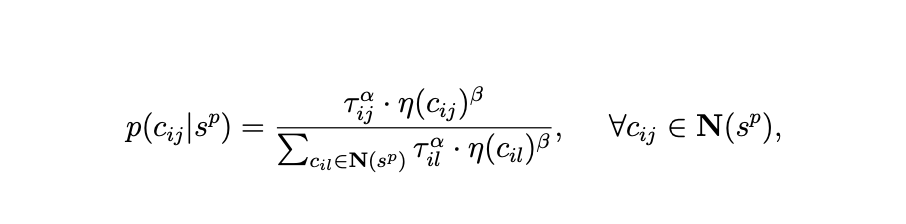 p(c_{ij}|s^p) = \frac{\tau_{ij}^{\alpha} \cdot \eta(c_{ij})^{\beta}}{\sum_{c_{il} \in \mathbf{N}(s^p)} \tau_{il}^{\alpha} \cdot \eta(c_{il})^{\beta}}, \quad \forall c_{ij} \in \mathbf{N}(s^p),